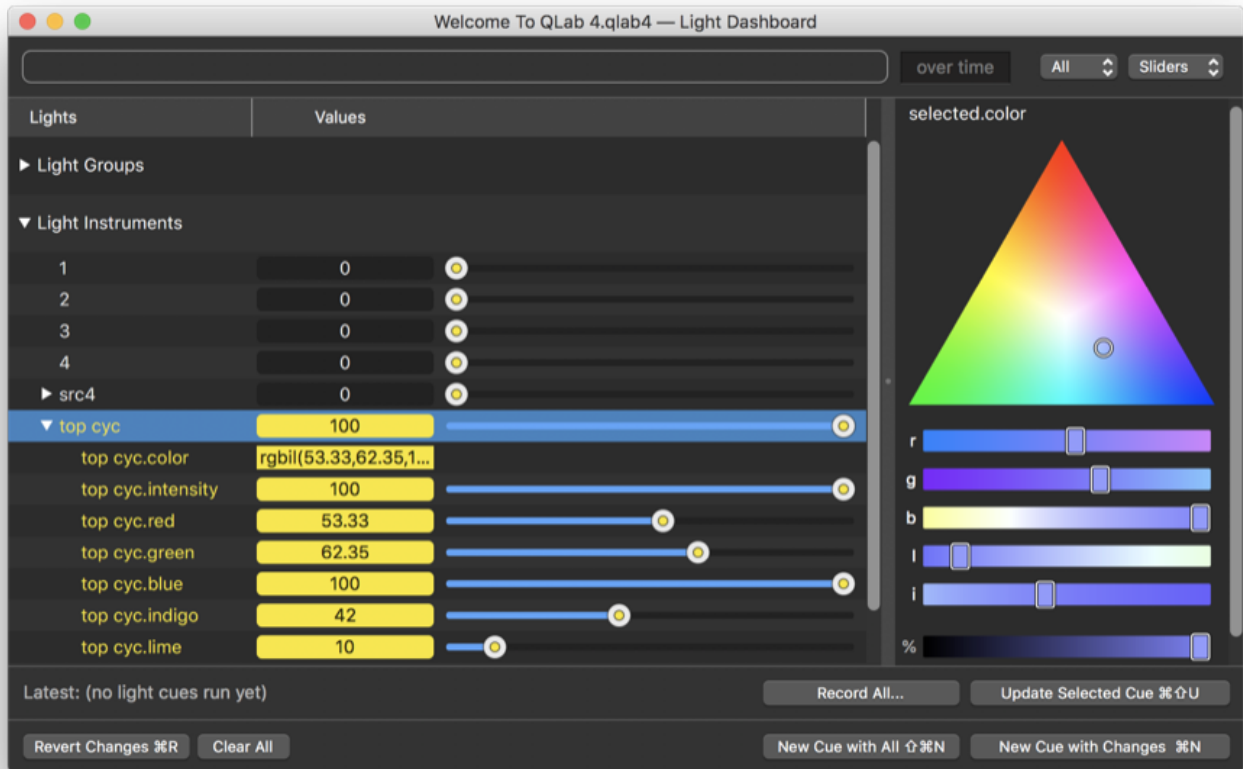 Welcome To QLab 4.qlab4 — Light Dashboard
over time All Sliders
Lights Values
selected.color
Light Groups
Light Instruments
1 0
2 0
3 0
4 0
src4 0
top cyc 100
top cyc.color rgbil(53.33,62.35,1...
top cyc.intensity 100
top cyc.red 53.33
top cyc.green 62.35
top cyc.blue 100
top cyc.indigo 42
top cyc.lime 10
r
g
b
l
i
%
Latest: (no light cues run yet)
Record All... Update Selected Cue ⌘⇧U
Revert Changes ⌘R Clear All New Cue with All ⇧⌘N New Cue with Changes ⌘N